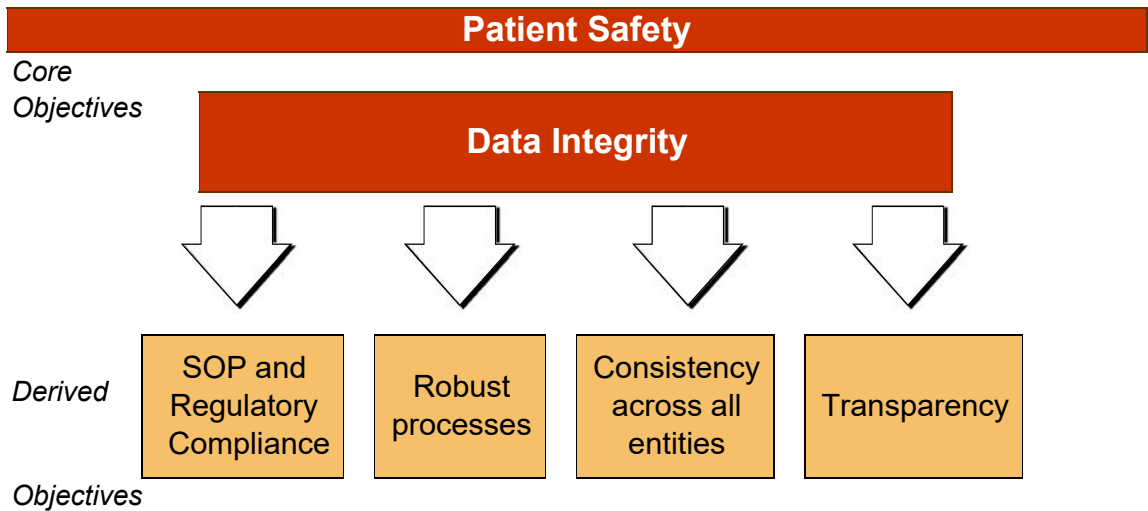 Patient Safety
Core
Objectives
Data Integrity
Derived
SOP and
Regulatory
Compliance
Robust
processes
Consistency
across all
entities
Transparency
Objectives